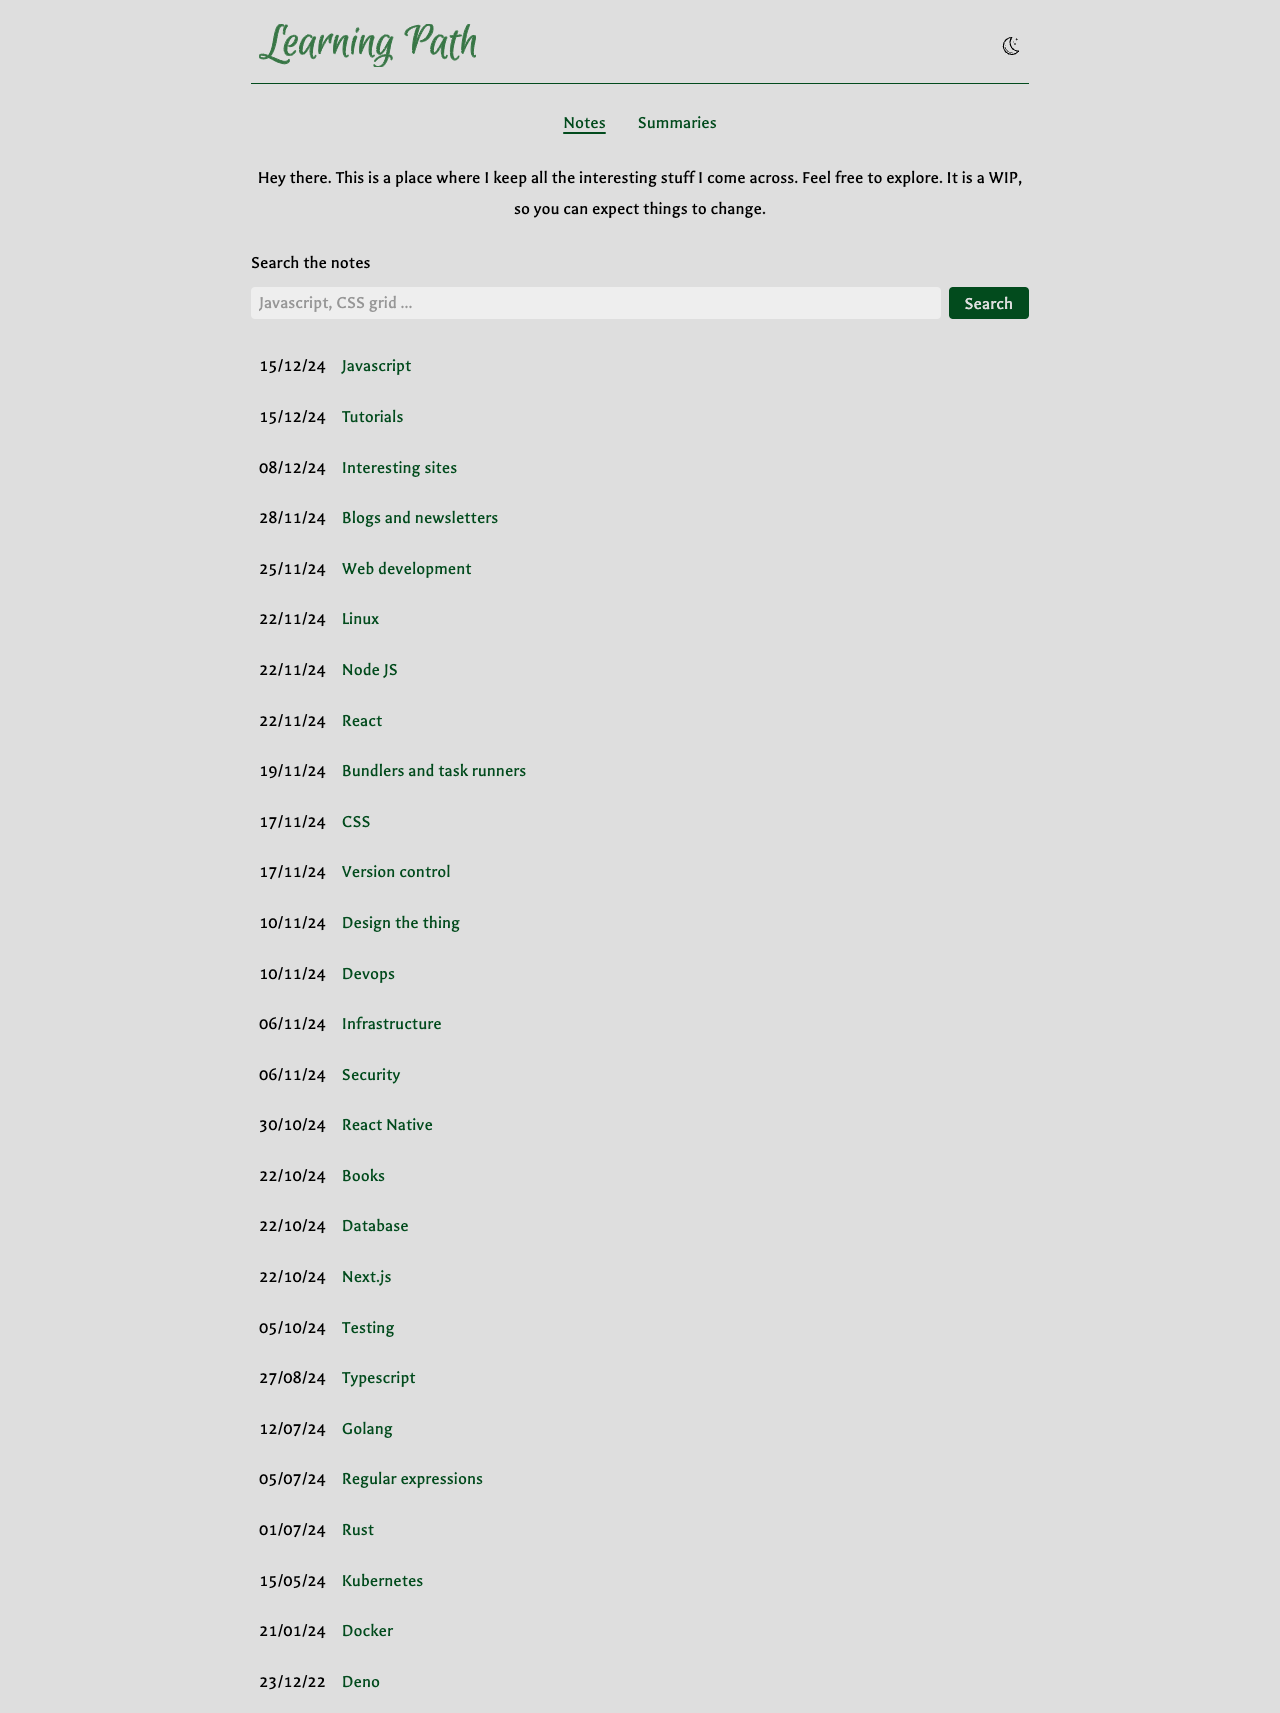 Learning Path
Notes Summaries
Hey there. This is a place where I keep all the interesting stuff I come across. Feel free to explore. It is a WIP,
so you can expect things to change.
Search the notes
Javascript, CSS grid ... Search
15/12/24 Javascript
15/12/24 Tutorials
08/12/24 Interesting sites
28/11/24 Blogs and newsletters
25/11/24 Web development
22/11/24 Linux
22/11/24 Node JS
22/11/24 React
19/11/24 Bundlers and task runners
17/11/24 CSS
17/11/24 Version control
10/11/24 Design the thing
10/11/24 Devops
06/11/24 Infrastructure
06/11/24 Security
30/10/24 React Native
22/10/24 Books
22/10/24 Database
22/10/24 Next.js
05/10/24 Testing
27/08/24 Typescript
12/07/24 Golang
05/07/24 Regular expressions
01/07/24 Rust
15/05/24 Kubernetes
21/01/24 Docker
23/12/22 Deno